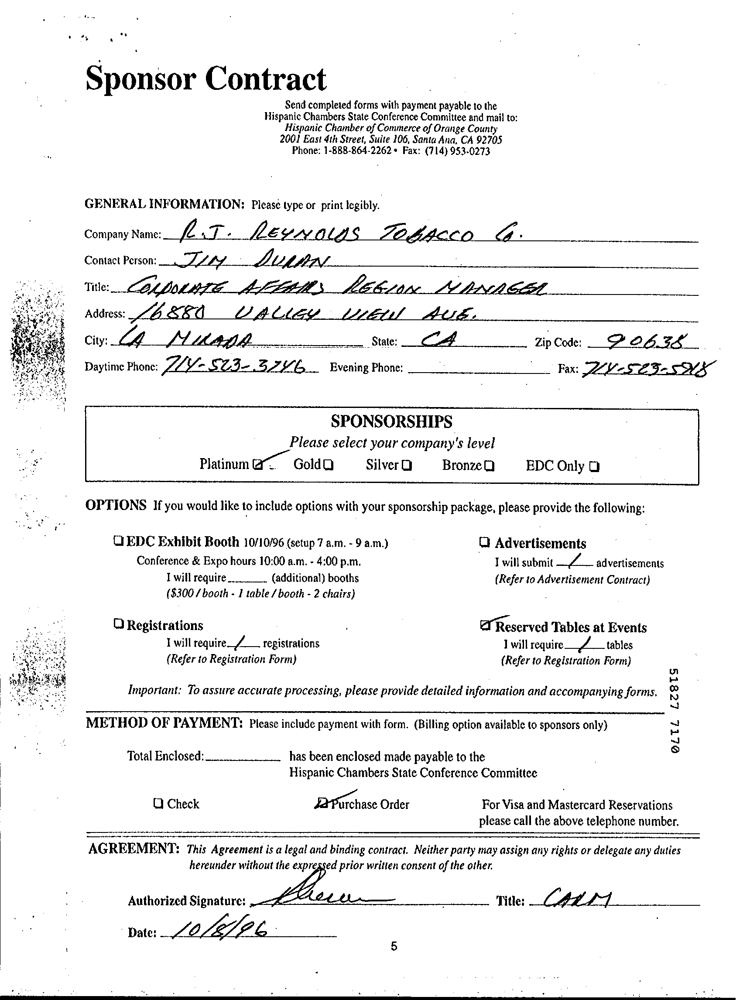 Sponsor Contract
Send completed forms with payment payable to the
Hispanic Chambers State Conference Committee and mail to:
Hispanic Chamber of Commerce of Orange County
2001 East 4th Street, Suite 106, Santa Ana, CA 92705
Phone: 1-888-864-2262 • Fax: (714) 953-0273
GENERAL INFORMATION: Please type or print legibly.
Company Name: R.J. REYNOLDS TOBACCO Co.
Contact Person: JIM DURAN
Title: CORPORATE AFFAIRS REGION MANAGER
Address: 16880 VALLEY VIEW AVE.
City: LA MIRADA State: CA Zip Code: 90638
Daytime Phone: 714-523-3746 Evening Phone: Fax:
SPONSORSHIPS
Please select your company's level
Platinum Gold Silver Bronze EDC Only
OPTIONS If you would like to include options with your sponsorship package, please provide the following:
EDC Exhibit Booth 10/10/96 (setup 7 a.m. - 9 a.m.)
Conference & Expo hours 10:00 a.m. - 4:00 p.m.
I will require (additional) booths
($300 / booth - 1 table / booth - 2 chairs)
Advertisements
I will submit 1 advertisements
(Refer to Advertisement Contract)
Registrations
I will require 1 registrations
(Refer to Registration Form)
Reserved Tables at Events
I will require 1 tables
(Refer to Registration Form)
Important: To assure accurate processing, please provide detailed information and accompanying forms.
51827 7170
METHOD OF PAYMENT: Please include payment with form. (Billing option available to sponsors only)
Total Enclosed: has been enclosed made payable to the
Hispanic Chambers State Conference Committee
Check Purchase Order For Visa and Mastercard Reservations
please call the above telephone number.
AGREEMENT: This Agreement is a legal and binding contract. Neither party may assign any rights or delegate any duties
hereunder without the expressed prior written consent of the other.
Authorized Signature: Title: CARM
Date: 10/8/96
5